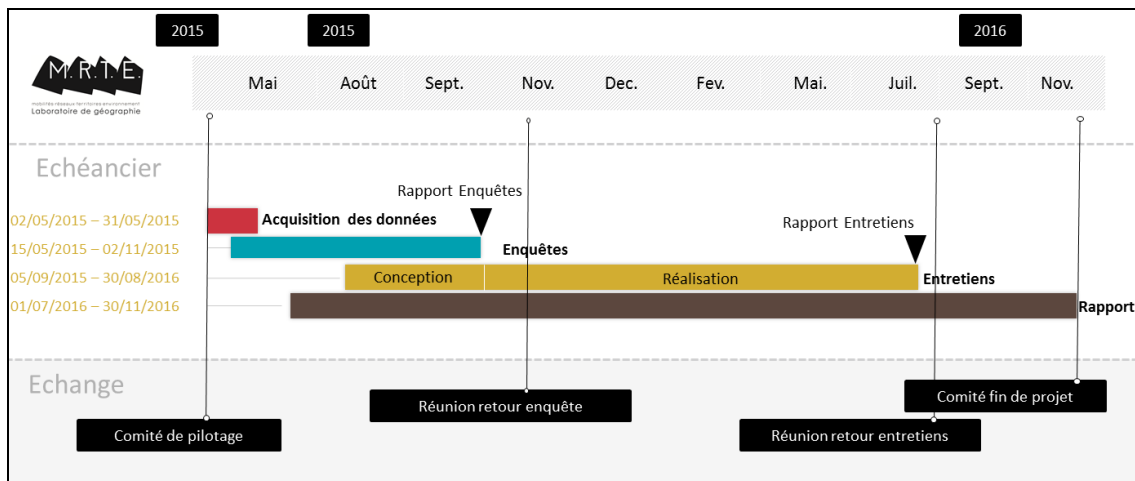 2015
2015
2016
M.R.T.E.
mobilités réseaux territoires environnement
Laboratoire de géographie
Mai
Août
Sept.
Nov.
Dec.
Fev.
Mai.
Juil.
Sept.
Nov.
Echéancier
Rapport Enquêtes
02/05/2015 – 31/05/2015
Acquisition des données
Rapport Entretiens
15/05/2015 – 02/11/2015
Enquêtes
05/09/2015 – 30/08/2016
Conception
Réalisation
Entretiens
01/07/2016 – 30/11/2016
Rapport
Echange
Réunion retour enquête
Comité fin de projet
Comité de pilotage
Réunion retour entretiens